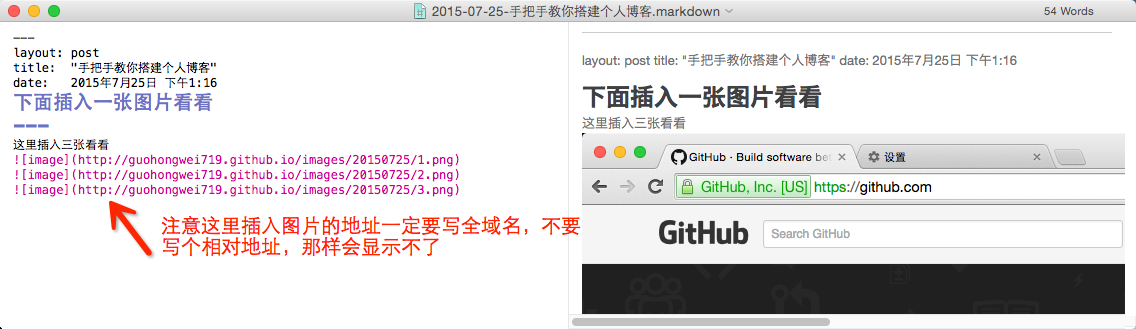 2015-07-25-手把手教你搭建个人博客.markdown
54 Words
---
layout: post
title: "手把手教你搭建个人博客"
date: 2015年7月25日 下午1:16
下面插入一张图片看看
---
这里插入三张看看
![image](http://guohongwei719.github.io/images/20150725/1.png)
![image](http://guohongwei719.github.io/images/20150725/2.png)
![image](http://guohongwei719.github.io/images/20150725/3.png)
注意这里插入图片的地址一定要写全域名，不要
写个相对地址，那样会显示不了
layout: post title: "手把手教你搭建个人博客" date: 2015年7月25日 下午1:16
下面插入一张图片看看
这里插入三张看看
GitHub · Build software bet
设置
GitHub, Inc. [US]
https://github.com
GitHub
Search GitHub